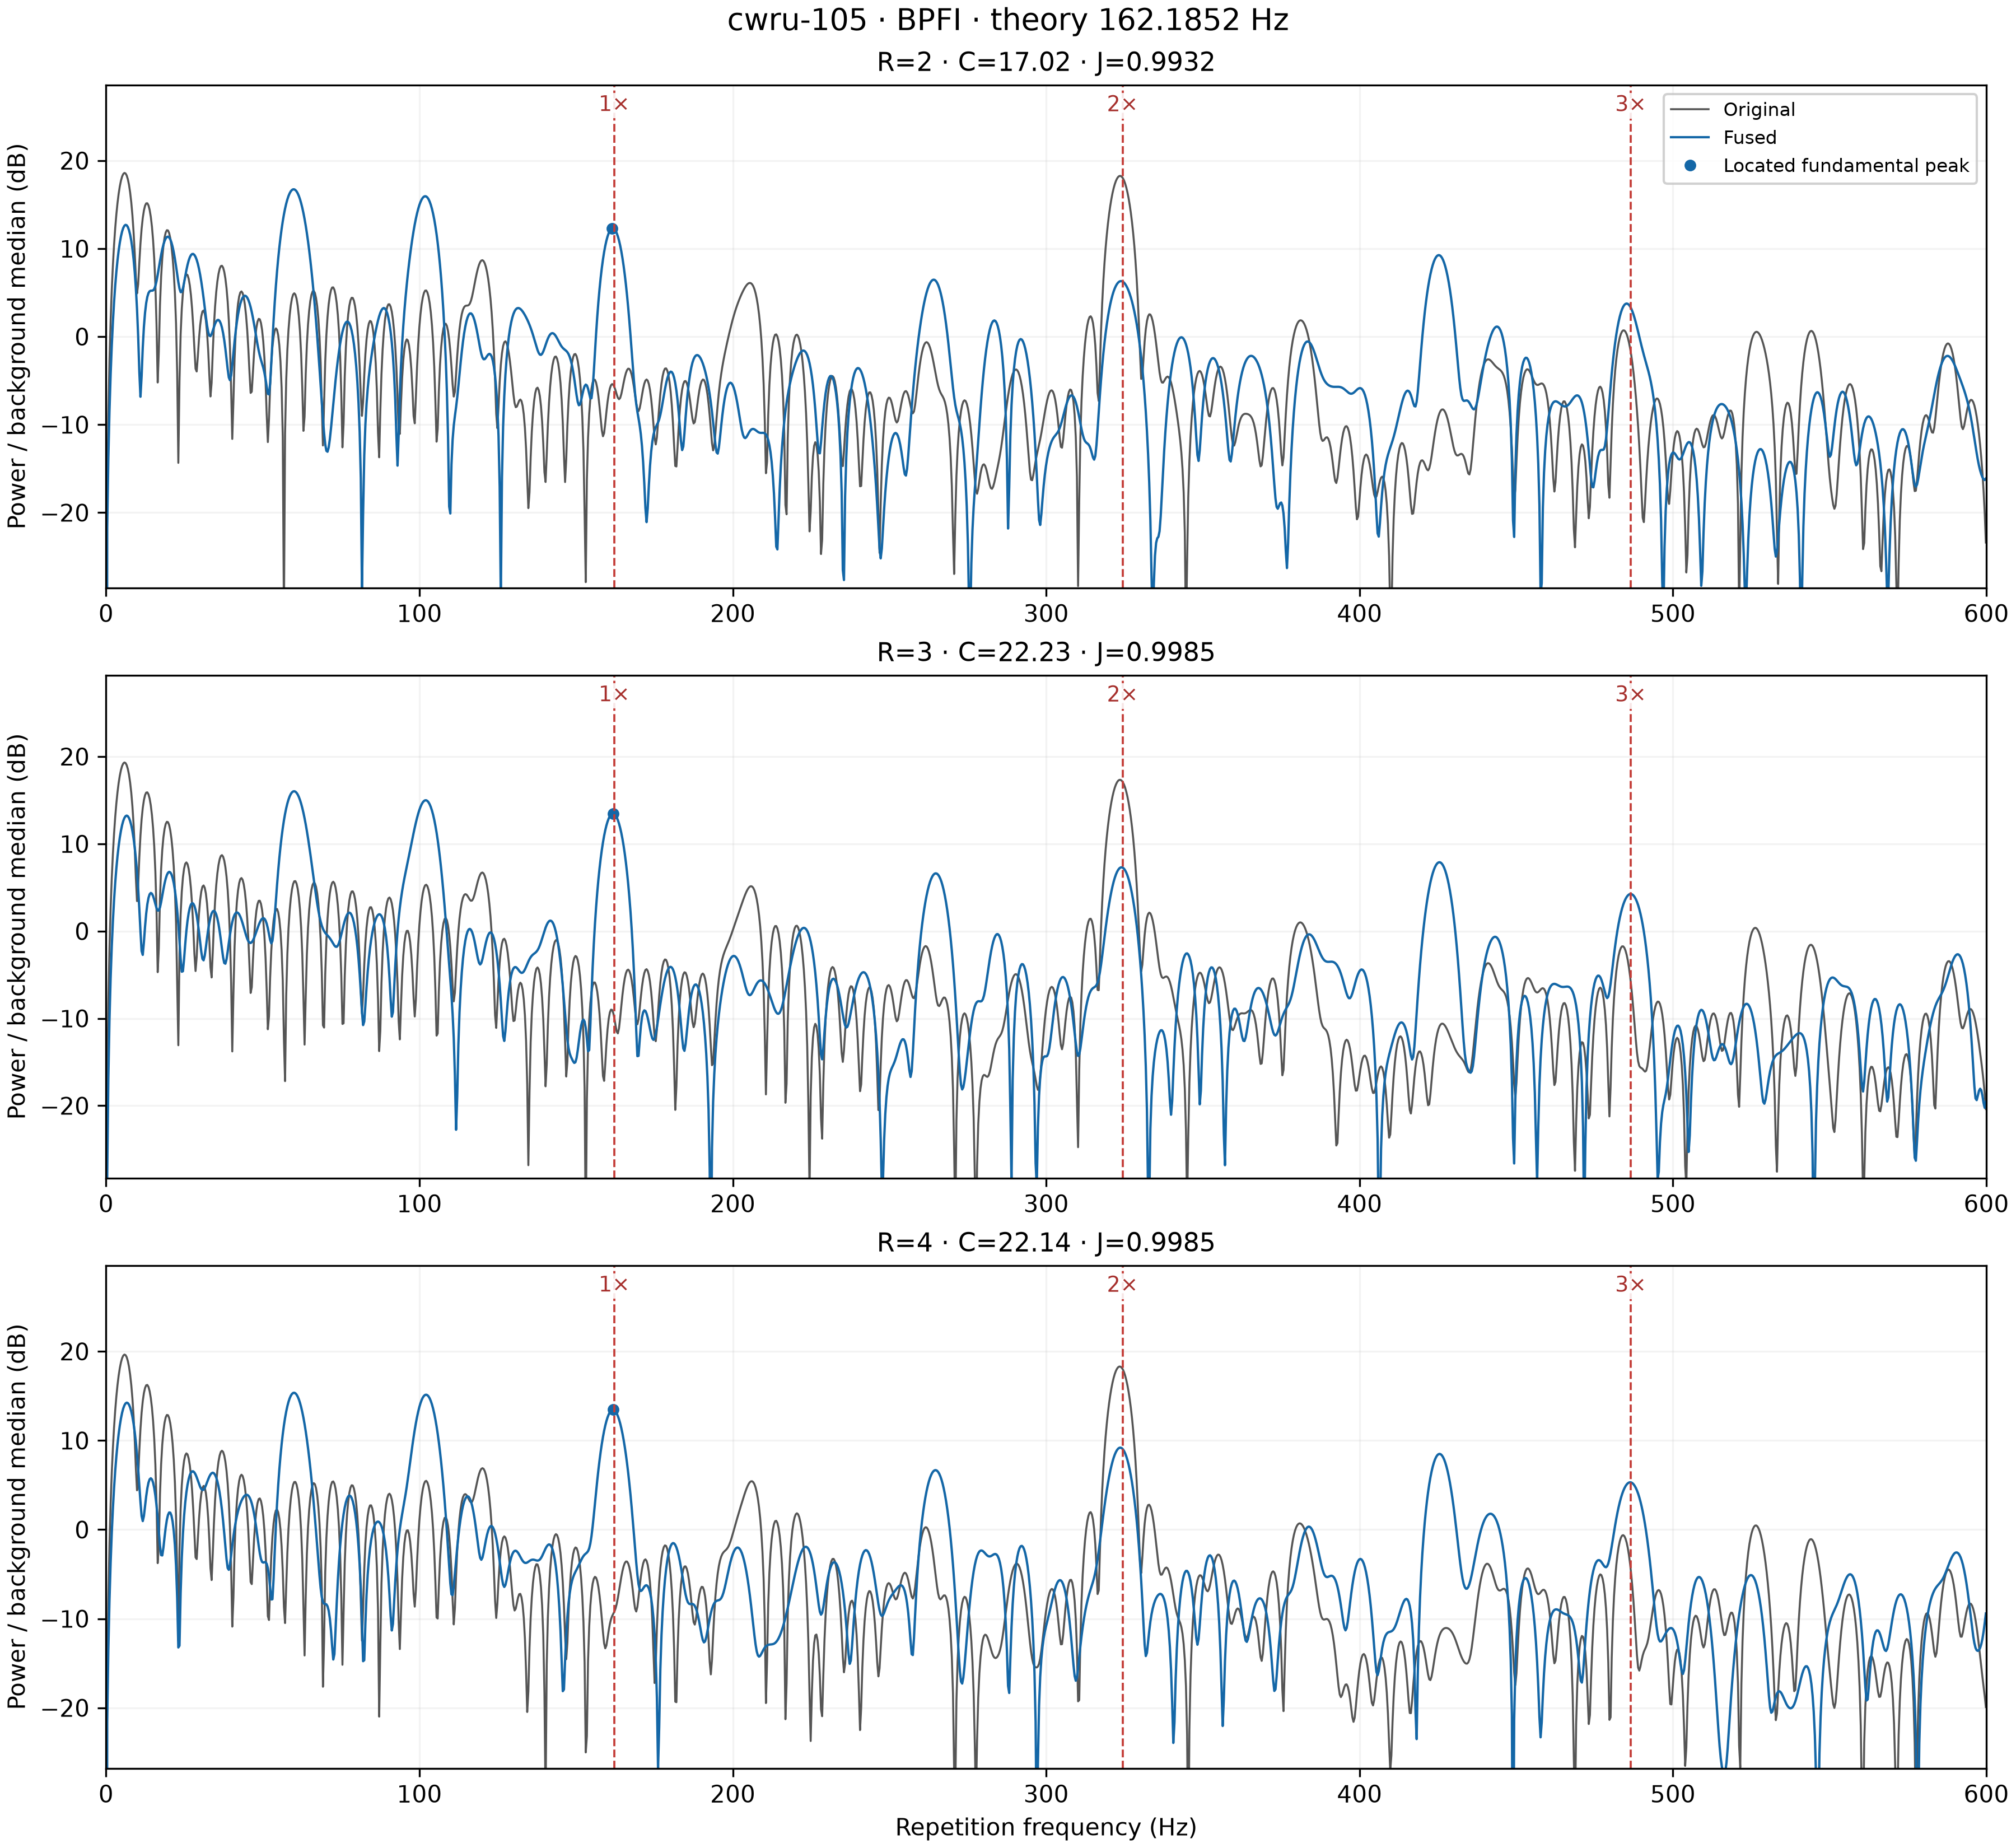 cwru-105 · BPFI · theory 162.1852 Hz
R=2 · C=17.02 · J=0.9932
1× 2× 3×
Original
Fused
Located fundamental peak
Power / background median (dB)
20
10
0
−10
−20
0 100 200 300 400 500 600
R=3 · C=22.23 · J=0.9985
1× 2× 3×
Power / background median (dB)
20
10
0
−10
−20
0 100 200 300 400 500 600
R=4 · C=22.14 · J=0.9985
1× 2× 3×
Power / background median (dB)
20
10
0
−10
−20
0 100 200 300 400 500 600
Repetition frequency (Hz)